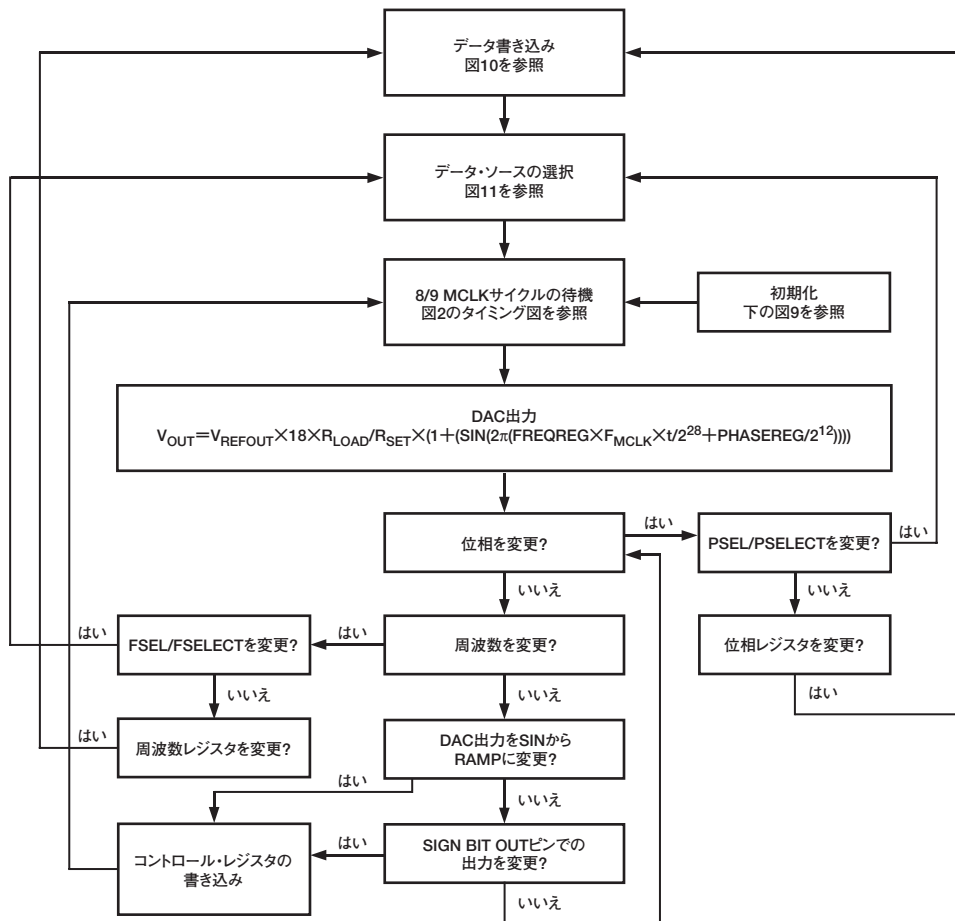 データ書き込み
図10を参照
データ・ソースの選択
図11を参照
8/9 MCLKサイクルの待機
図2のタイミング図を参照
初期化
下の図9を参照
DAC出力
VOUT=VREFOUT×18×RLOAD/RSET×(1+(SIN(2π(FREQREG×FMCLK×t/2²⁸+PHASEREG/2¹²))))
位相を変更?
はい
PSEL/PSELECTを変更?
はい
いいえ
いいえ
はい
FSEL/FSELECTを変更?
はい
周波数を変更?
位相レジスタを変更?
いいえ
いいえ
はい
はい
周波数レジスタを変更?
DAC出力をSINから
RAMPに変更?
はい
いいえ
コントロール・レジスタの
書き込み
はい
SIGN BIT OUTピンでの
出力を変更?
いいえ